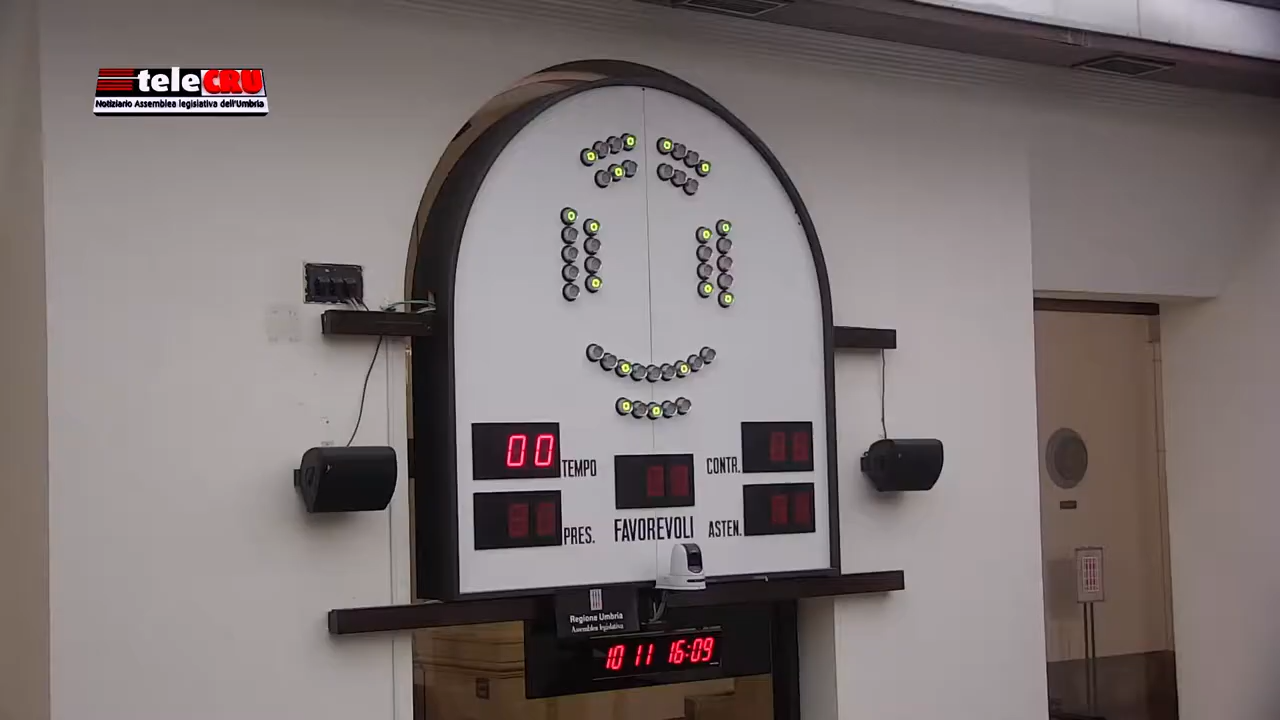 teleCRU
Notiziario Assemblea legislativa dell'Umbria
00
TEMPO
CONTR.
PRES.
FAVOREVOLI
ASTEN.
Regione Umbria
Assemblea legislativa
10 11 16:09